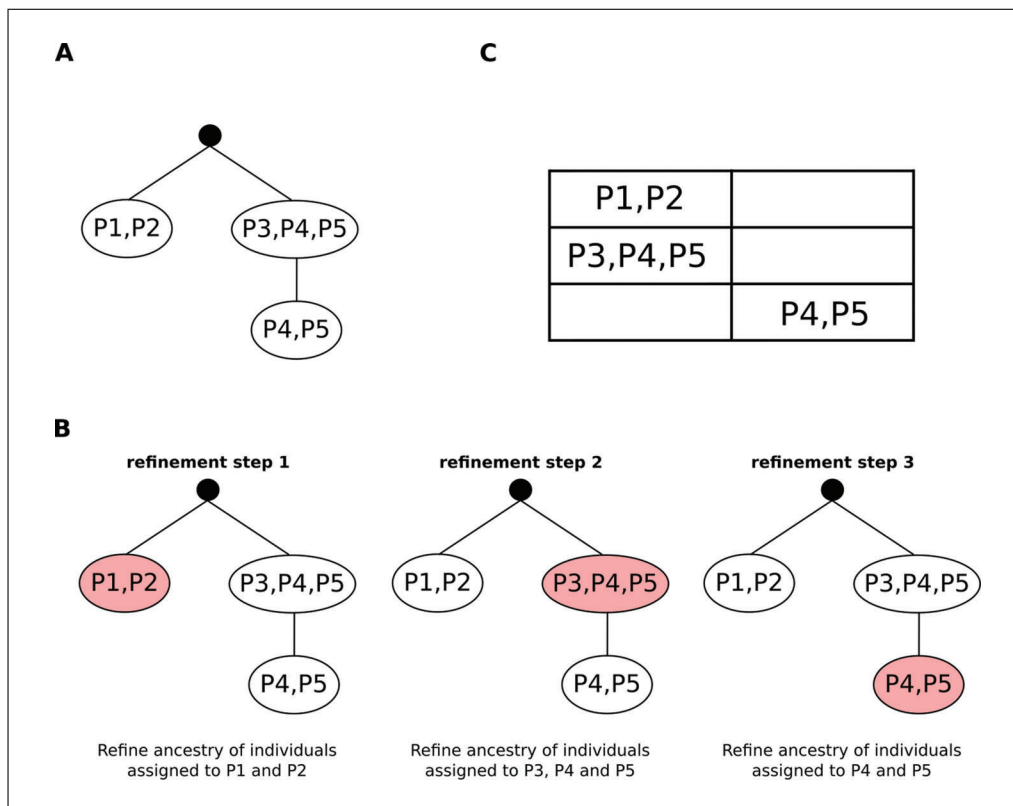 A
P1,P2
P3,P4,P5
P4,P5
C
P1,P2
P3,P4,P5
P4,P5
B
refinement step 1
P1,P2
P3,P4,P5
P4,P5
Refine ancestry of individuals
assigned to P1 and P2
refinement step 2
P1,P2
P3,P4,P5
P4,P5
Refine ancestry of individuals
assigned to P3, P4 and P5
refinement step 3
P1,P2
P3,P4,P5
P4,P5
Refine ancestry of individuals
assigned to P4 and P5